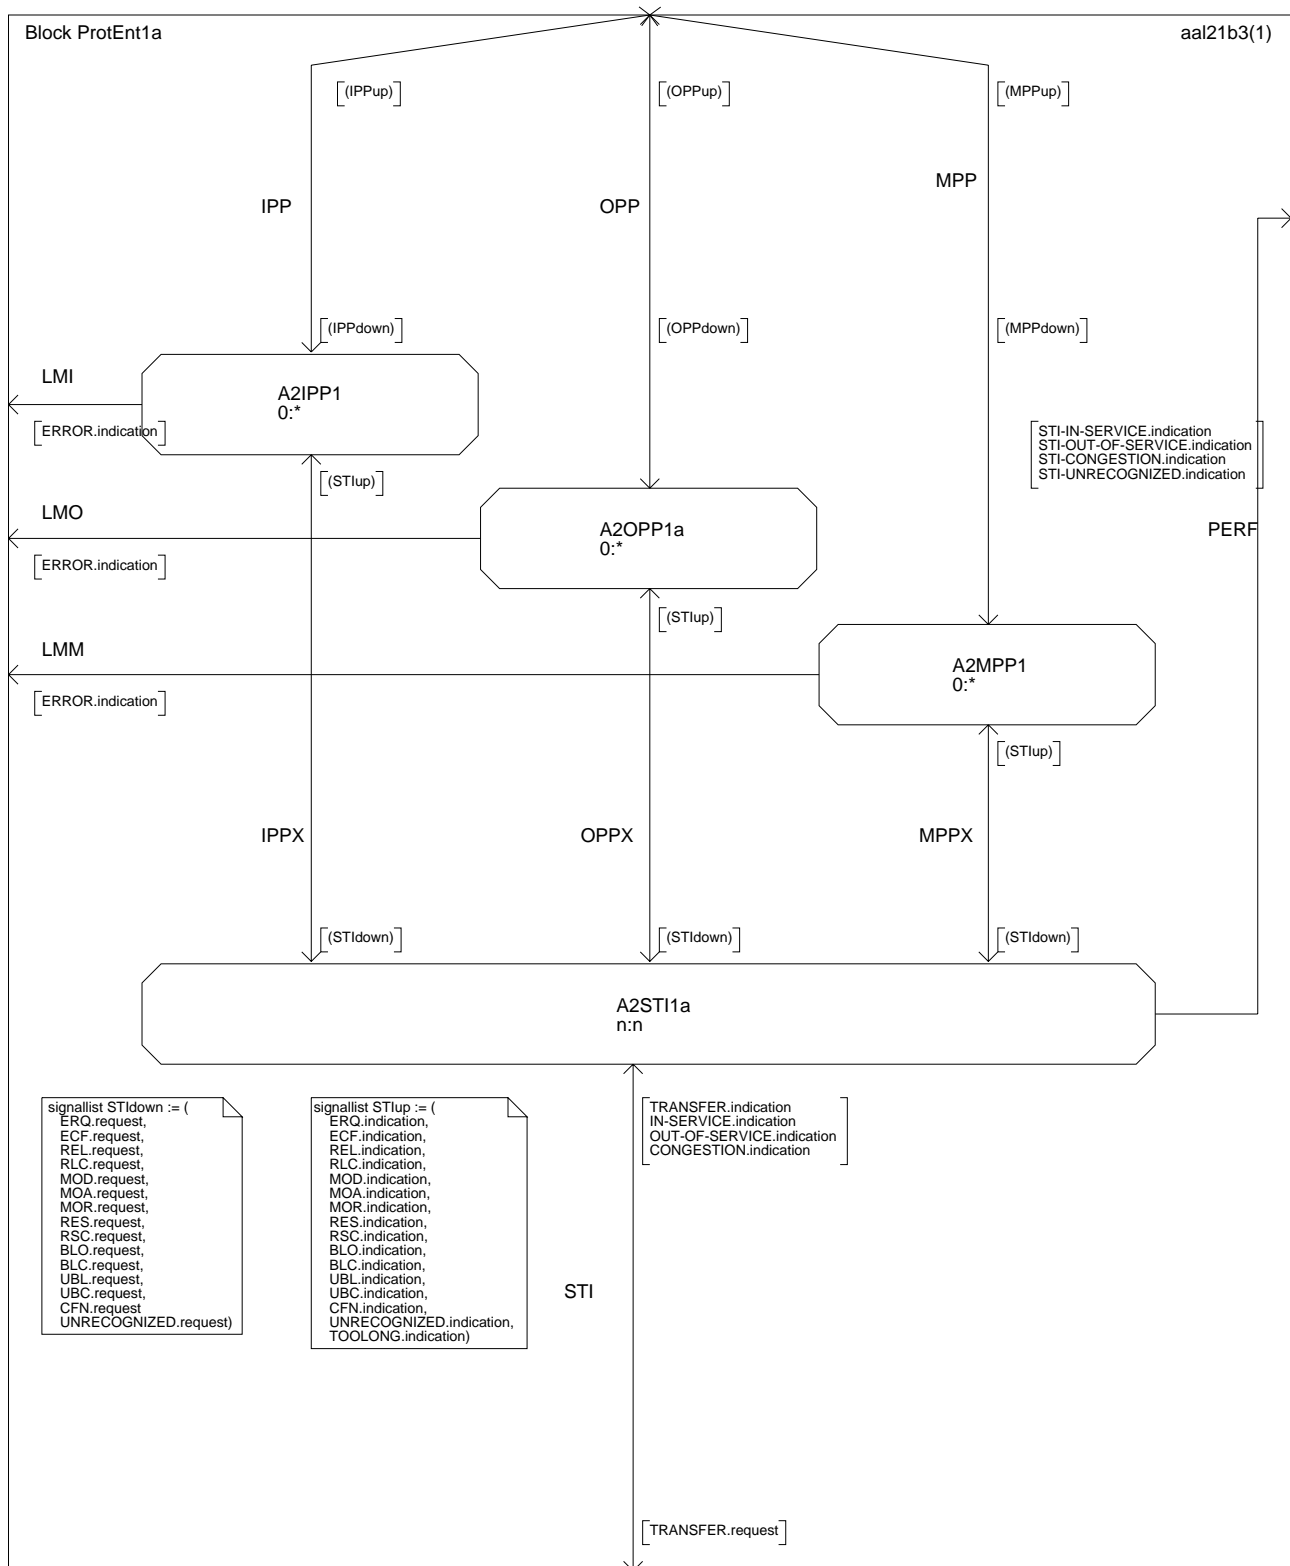 Block ProtEnt1a
aal21b3(1)
(IPPup)
(OPPup)
(MPPup)
IPP
OPP
MPP
(IPPdown)
(OPPdown)
(MPPdown)
LMI
A2IPP1
0:*
ERROR.indication
STI-IN-SERVICE.indication
STI-OUT-OF-SERVICE.indication
STI-CONGESTION.indication
STI-UNRECOGNIZED.indication
(STIup)
LMO
A2OPP1a
0:*
PERF
ERROR.indication
(STIup)
LMM
A2MPP1
0:*
ERROR.indication
(STIup)
IPPX
OPPX
MPPX
(STIdown)
(STIdown)
(STIdown)
A2STI1a
n:n
signallist STIdown := (
ERQ.request,
ECF.request,
REL.request,
RLC.request,
MOD.request,
MOA.request,
MOR.request,
RES.request,
RSC.request,
BLO.request,
BLC.request,
UBL.request,
UBC.request,
CFN.request
UNRECOGNIZED.request)
signallist STIup := (
ERQ.indication,
ECF.indication,
REL.indication,
RLC.indication,
MOD.indication,
MOA.indication,
MOR.indication,
RES.indication,
RSC.indication,
BLO.indication,
BLC.indication,
UBL.indication,
UBC.indication,
CFN.indication,
UNRECOGNIZED.indication,
TOOLONG.indication)
TRANSFER.indication
IN-SERVICE.indication
OUT-OF-SERVICE.indication
CONGESTION.indication
STI
TRANSFER.request